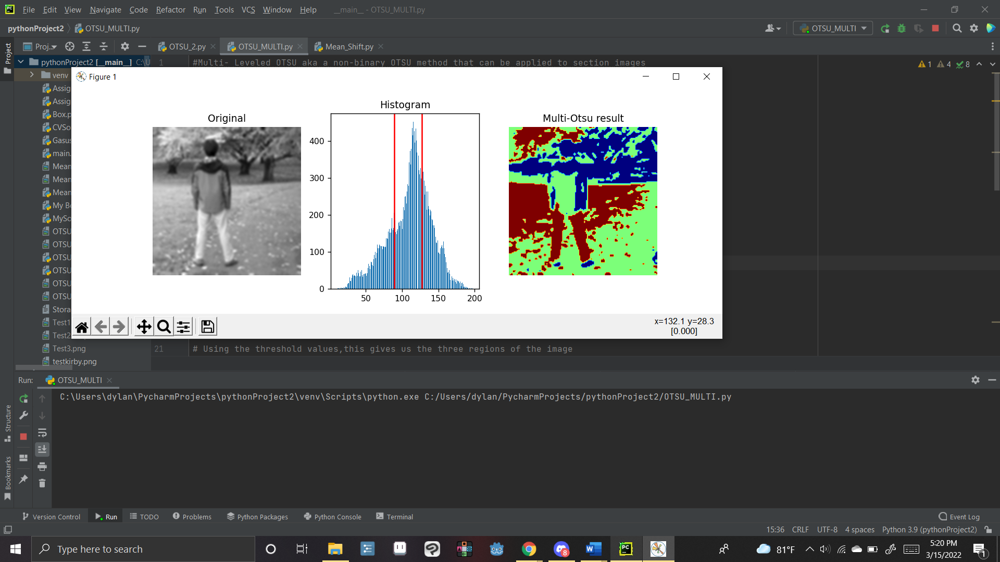 File Edit View Navigate Code Refactor Run Tools VCS Window Help __main__ - OTSU_MULTI.py
pythonProject2 OTSU_MULTI.py OTSU_MULTI
Proj... OTSU_2.py OTSU_MULTI.py Mean_Shift.py
Project
pythonProject2 [__main__] C:\U
1 #Multi- Leveled OTSU aka a non-binary OTSU method that can be applied to section images
1 4 8
venv
Assig
Assig
Box.p
CVSo
Gasus
main.
Mean
Mean
Mean
My B
MySo
OTSU
OTSU
OTSU
OTSU
OTSU
OTSU
Stora
Test1
Test2
Test3.png
testkirby.png
Figure 1
Original
Histogram
Multi-Otsu result
400
300
200
100
0
50 100 150 200
x=132.1 y=28.3
[0.000]
21 # Using the threshold values,this gives us the three regions of the image
Run: OTSU_MULTI
C:\Users\dylan\PycharmProjects\pythonProject2\venv\Scripts\python.exe C:/Users/dylan/PycharmProjects/pythonProject2/OTSU_MULTI.py
Structure
Bookmarks
Version Control Run TODO Problems Python Packages Python Console Terminal Event Log
15:36 CRLF UTF-8 4 spaces Python 3.9 (pythonProject2)
Type here to search
81°F
5:20 PM
3/15/2022
1
8